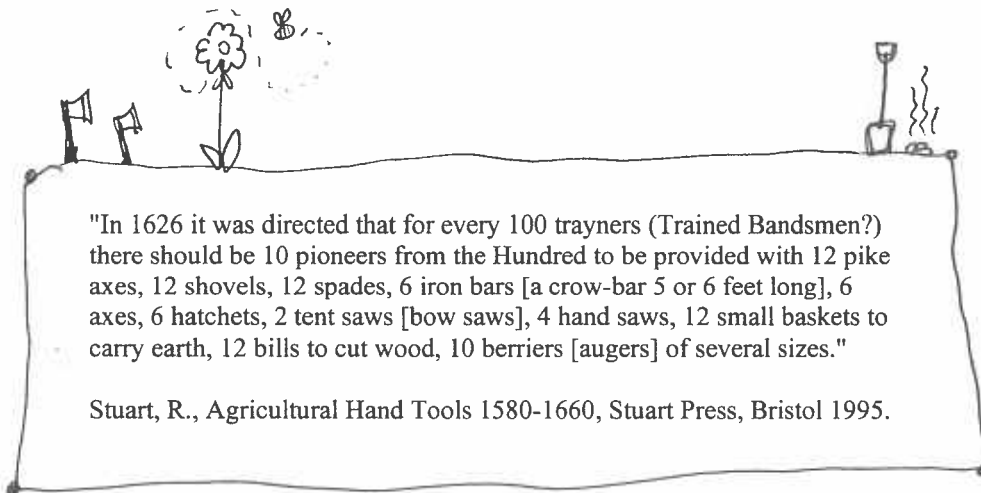 "In 1626 it was directed that for every 100 trayners (Trained Bandsmen?)
there should be 10 pioneers from the Hundred to be provided with 12 pike
axes, 12 shovels, 12 spades, 6 iron bars [a crow-bar 5 or 6 feet long], 6
axes, 6 hatchets, 2 tent saws [bow saws], 4 hand saws, 12 small baskets to
carry earth, 12 bills to cut wood, 10 berriers [augers] of several sizes."
Stuart, R., Agricultural Hand Tools 1580-1660, Stuart Press, Bristol 1995.